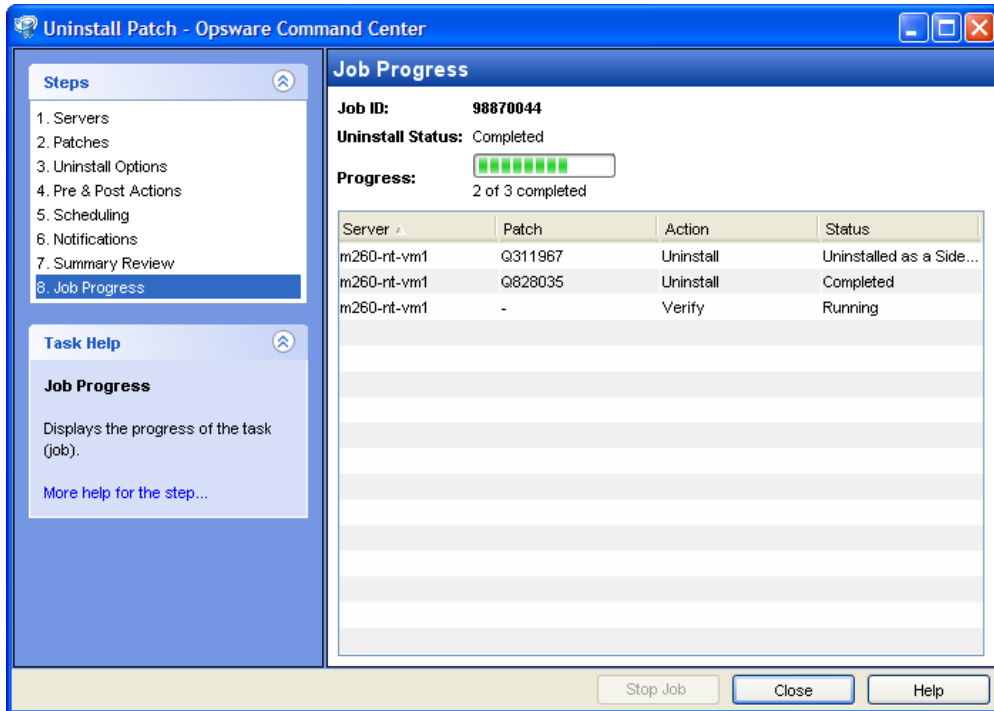 Uninstall Patch - Opsware Command Center
Steps
1. Servers
2. Patches
3. Uninstall Options
4. Pre & Post Actions
5. Scheduling
6. Notifications
7. Summary Review
8. Job Progress
Task Help
Job Progress
Displays the progress of the task
(job).
More help for the step...
Job Progress
Job ID: 98870044
Uninstall Status: Completed
Progress:
2 of 3 completed
Server Patch Action Status
m260-nt-vm1 Q311967 Uninstall Uninstalled as a Side...
m260-nt-vm1 Q828035 Uninstall Completed
m260-nt-vm1 - Verify Running
Stop Job Close Help